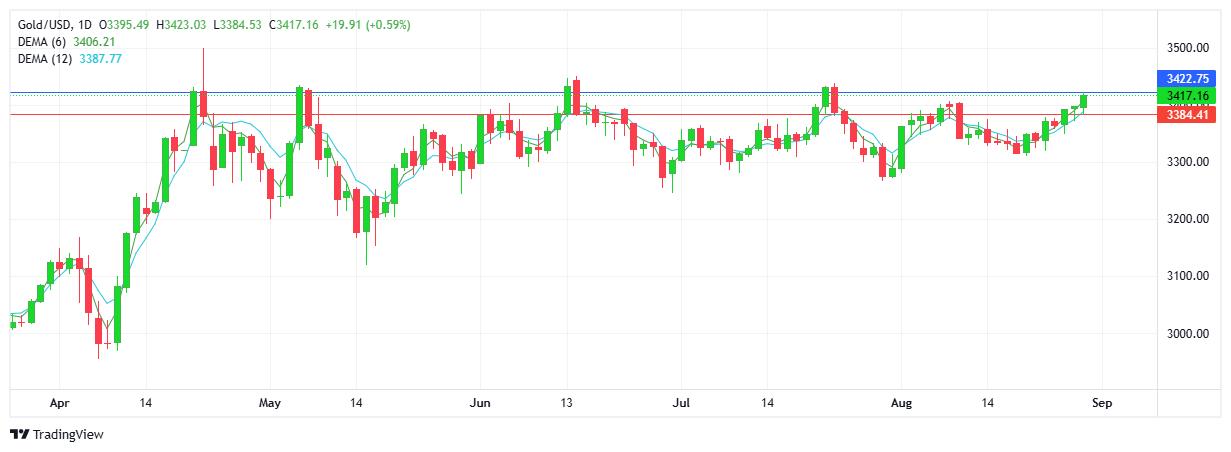 Gold/USD, 1D O3395.49 H3423.03 L3384.53 C3417.16 +19.91 (+0.59%)
DEMA (6) 3406.21
DEMA (12) 3387.77
3500.00
3422.75
3417.16
3384.41
3300.00
3200.00
3100.00
3000.00
Apr 14 May 14 Jun 13 Jul 14 Aug 14 Sep
TradingView